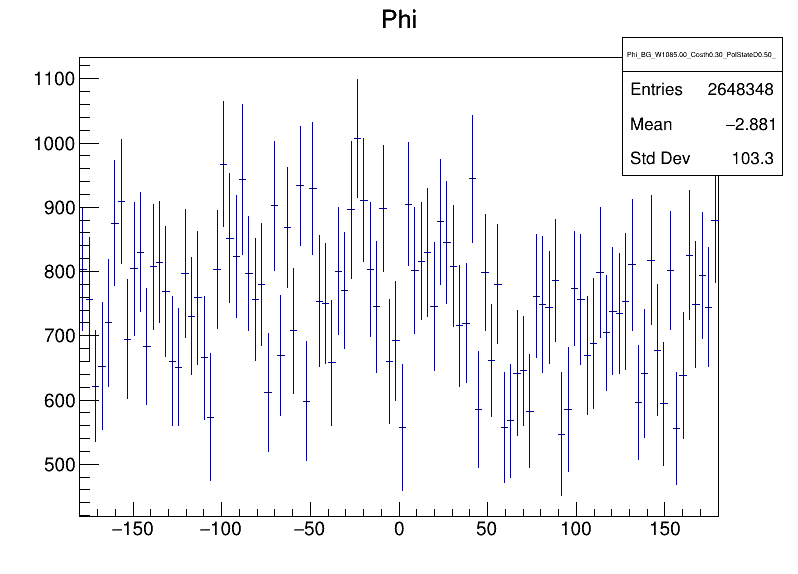 Phi
Phi_BG_W1085.00_Costh0.30_PolStateD0.50_
Entries 2648348
Mean −2.881
Std Dev 103.3
1100
1000
900
800
700
600
500
−150 −100 −50 0 50 100 150